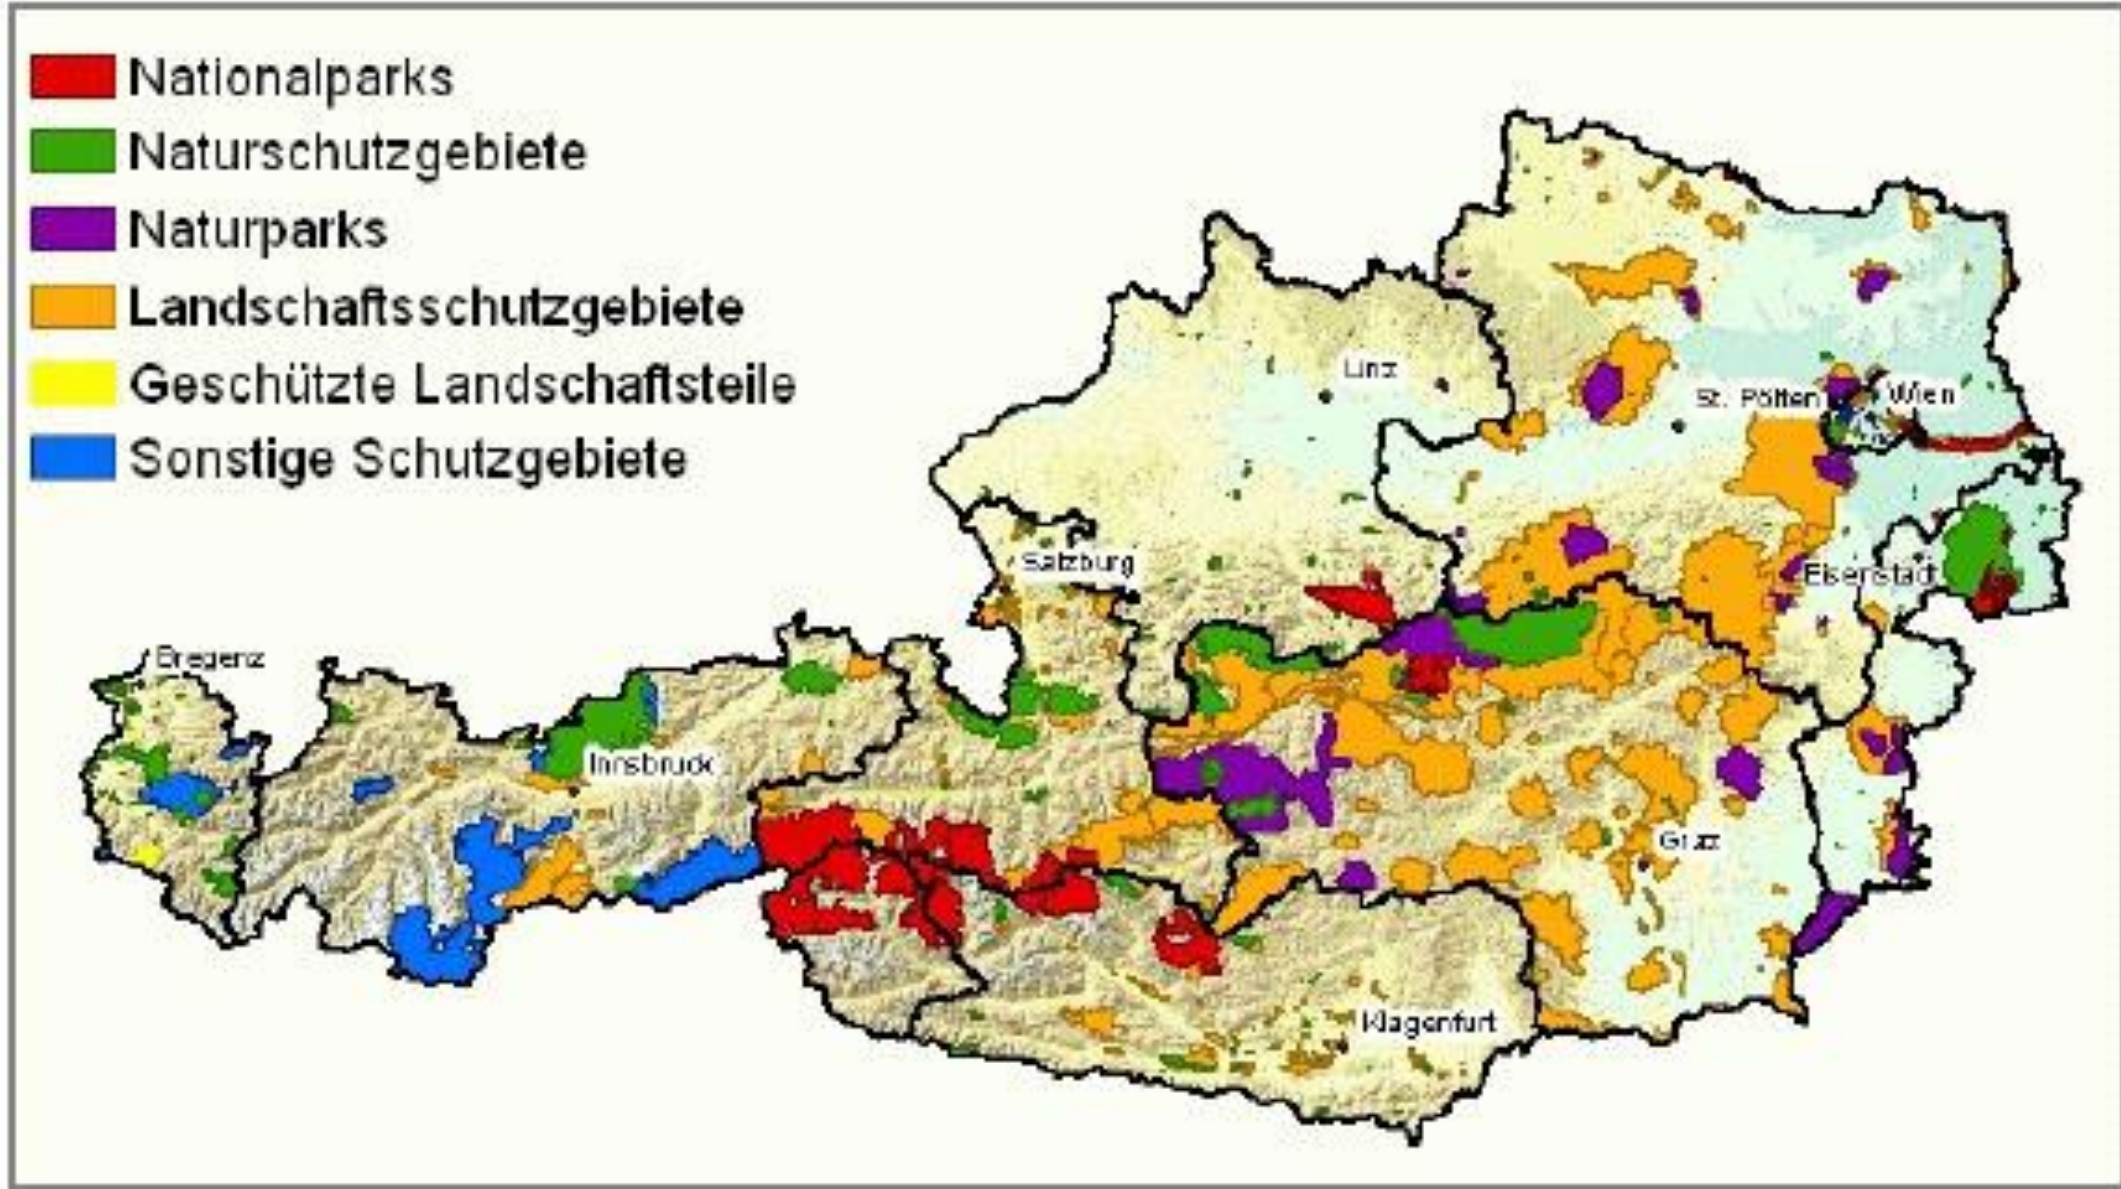 Nationalparks
Naturschutzgebiete
Naturparks
Landschaftsschutzgebiete
Geschützte Landschaftsteile
Sonstige Schutzgebiete
Linz
St. Pölten
Wien
Salzburg
Eisenstadt
Bregenz
Innsbruck
Graz
Klagenfurt